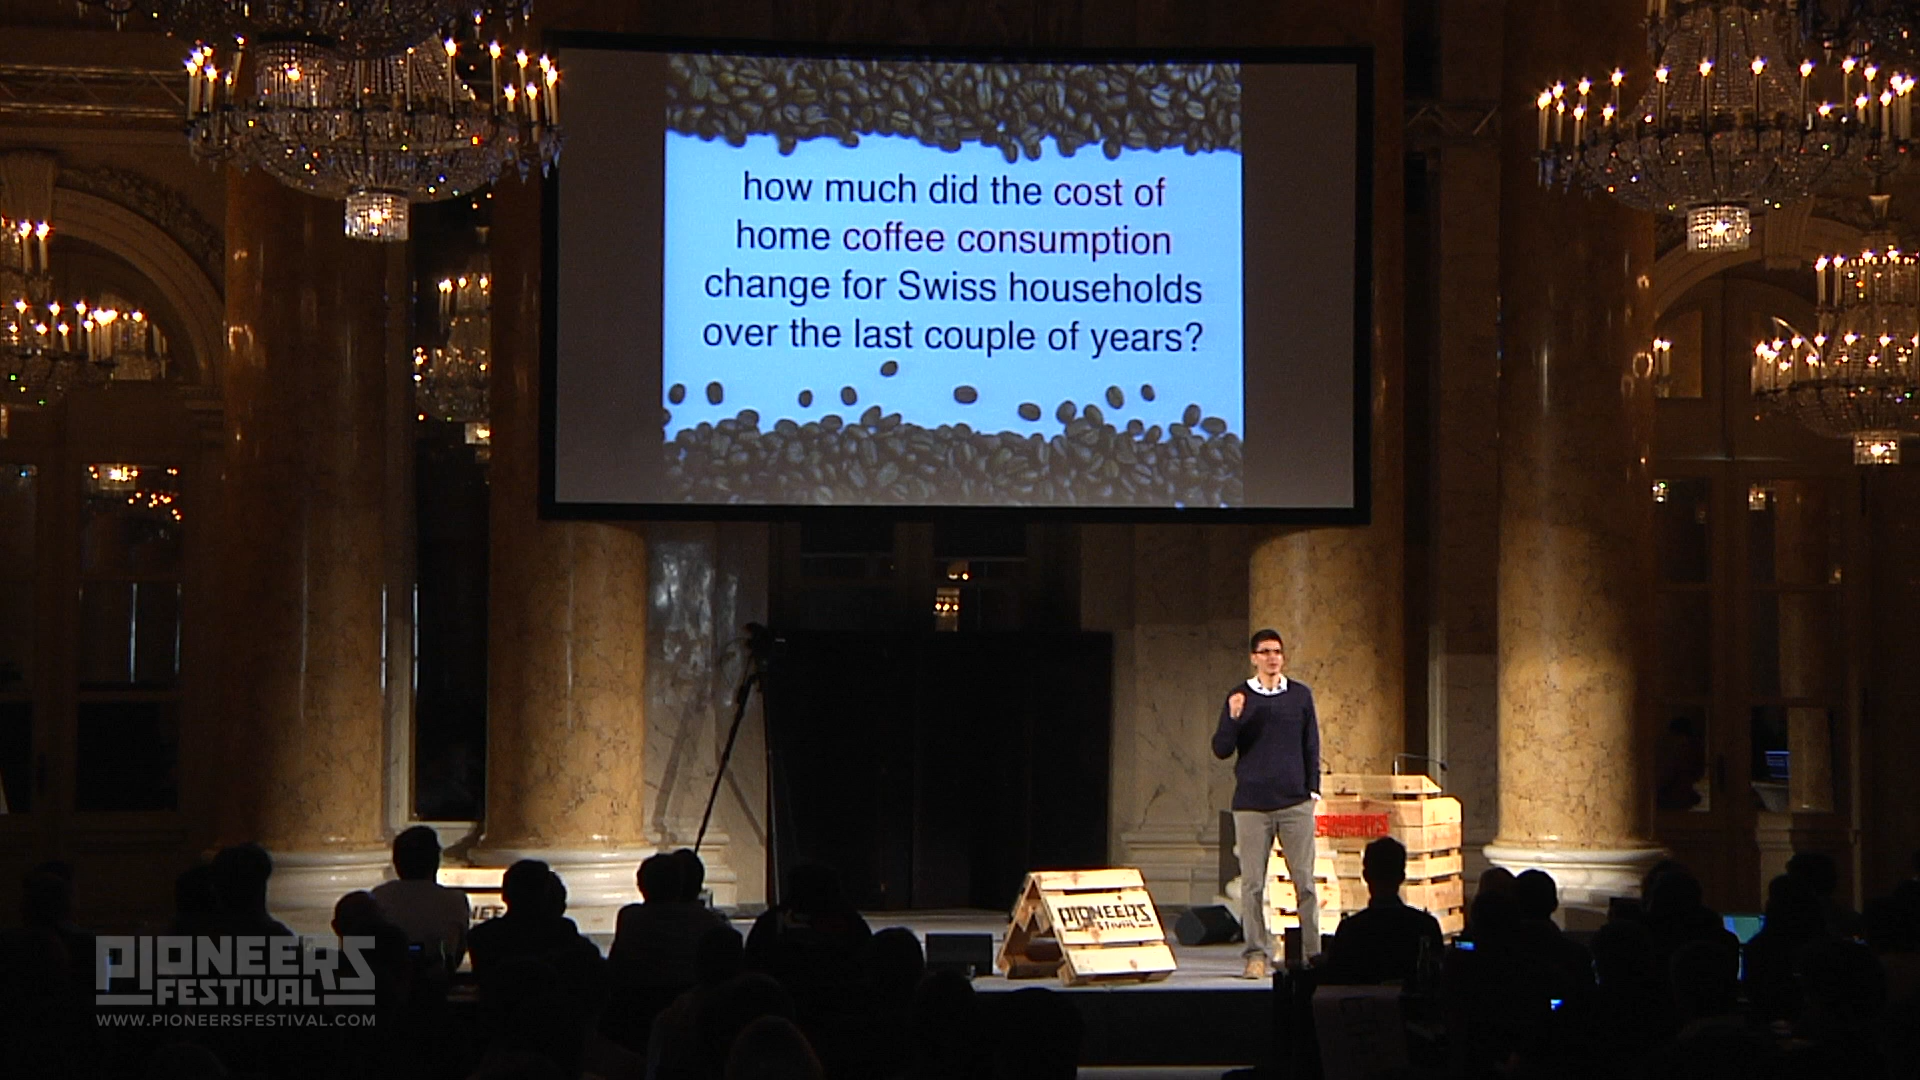 how much did the cost of
home coffee consumption
change for Swiss households
over the last couple of years?
PIONEERS
FESTIVAL
PIONEERS
FESTIVAL
WWW.PIONEERSFESTIVAL.COM